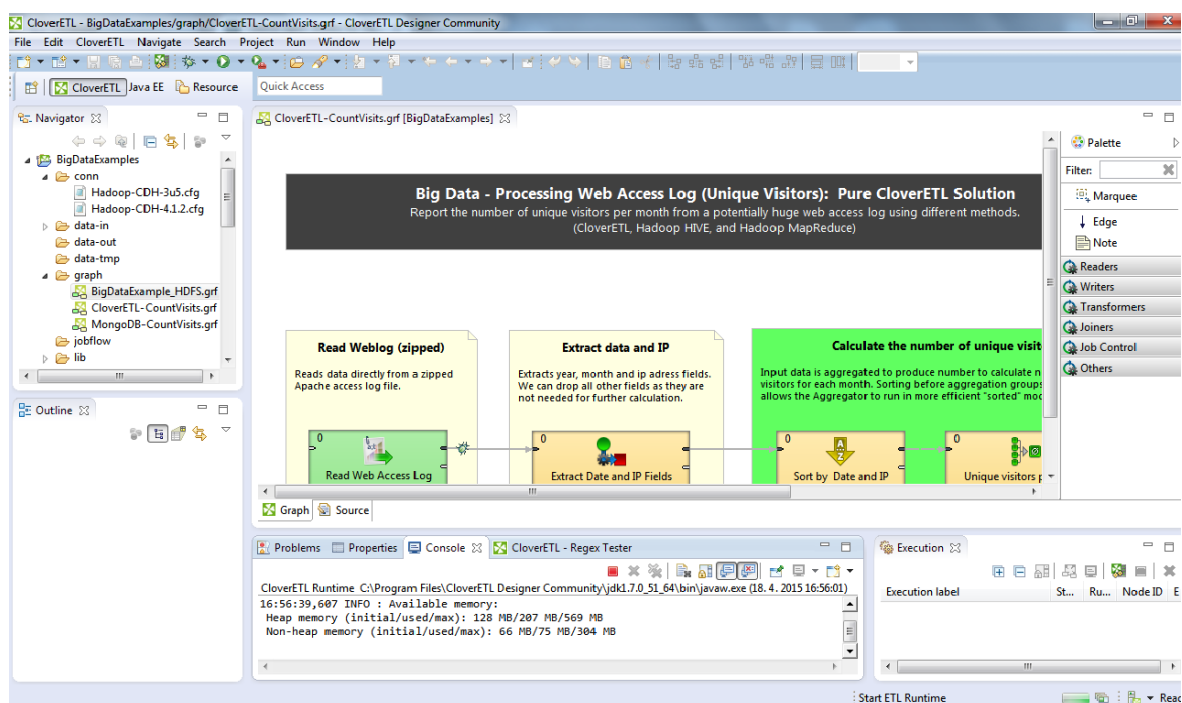 CloverETL - BigDataExamples/graph/CloverETL-CountVisits.grf - CloverETL Designer Community
File Edit CloverETL Navigate Search Project Run Window Help
CloverETL Java EE Resource Quick Access
Navigator
BigDataExamples
conn
Hadoop-CDH-3u5.cfg
Hadoop-CDH-4.1.2.cfg
data-in
data-out
data-tmp
graph
BigDataExample_HDFS.grf
CloverETL-CountVisits.grf
MongoDB-CountVisits.grf
jobflow
lib
Outline
CloverETL-CountVisits.grf [BigDataExamples]
Big Data - Processing Web Access Log (Unique Visitors): Pure CloverETL Solution
Report the number of unique visitors per month from a potentially huge web access log using different methods.
(CloverETL, Hadoop HIVE, and Hadoop MapReduce)
Read Weblog (zipped)
Reads data directly from a zipped
Apache access log file.
0
Read Web Access Log
Extract data and IP
Extracts year, month and ip adress fields.
We can drop all other fields as they are
not needed for further calculation.
0
Extract Date and IP Fields
Calculate the number of unique visit
Input data is aggregated to produre number to calculate n
visitors for each month. Sorting before aggregation groups
allows the Aggregator to run in more efficient "sorted" mod
0
Sort by Date and IP
0
Unique visitors p
Graph Source
Palette
Filter:
Marquee
Edge
Note
Readers
Writers
Transformers
Joiners
Job Control
Others
Problems Properties Console CloverETL - Regex Tester
CloverETL Runtime C:\Program Files\CloverETL Designer Community\jdk1.7.0_51_64\bin\javaw.exe (18. 4. 2015 16:56:01)
16:56:39,607 INFO : Available memory:
Heap memory (initial/used/max): 128 MB/207 MB/569 MB
Non-heap memory (initial/used/max): 66 MB/75 MB/304 MB
Execution
Execution label St... Ru... Node ID E
Start ETL Runtime
Read